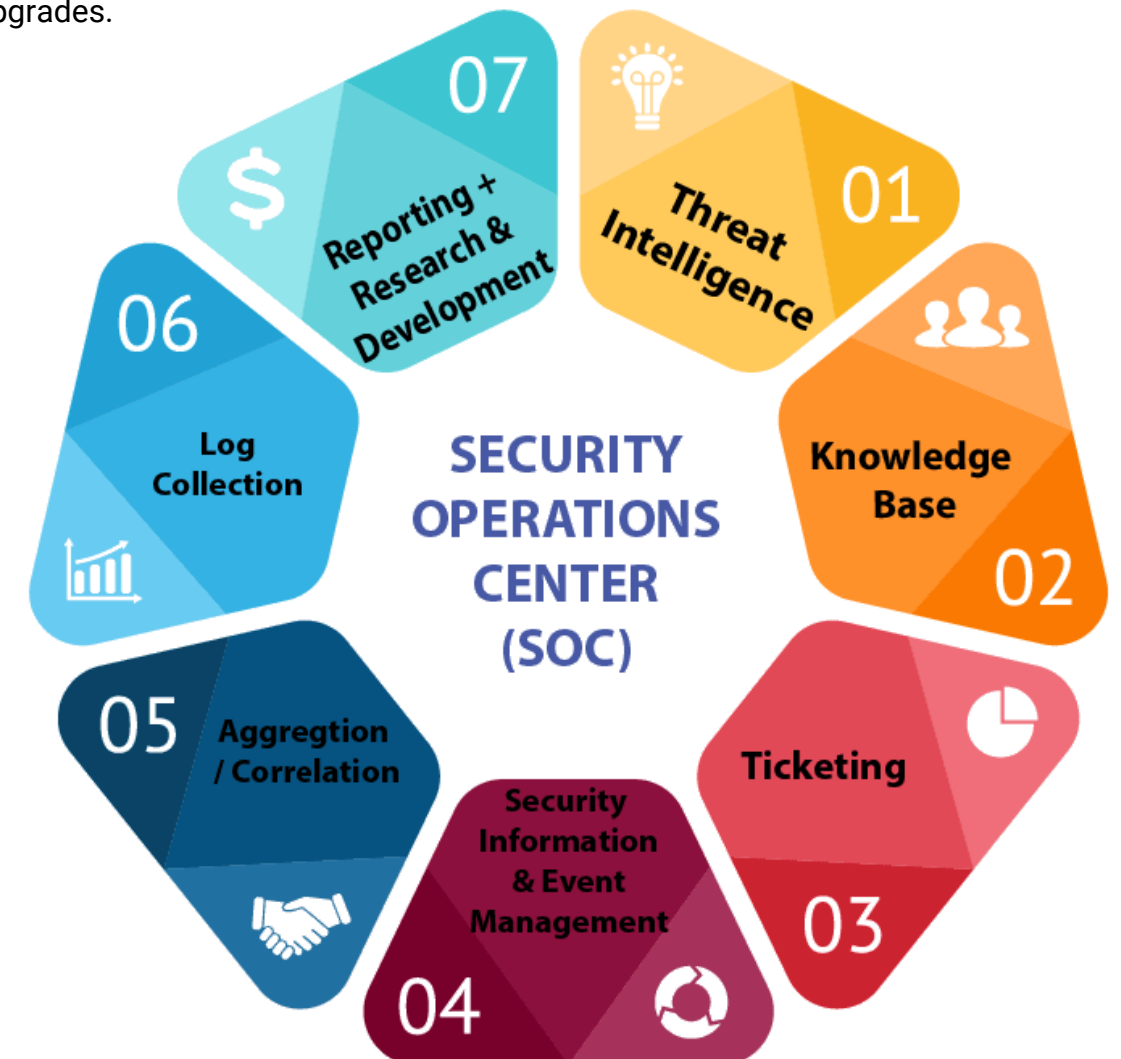 pgrades.
07
Reporting +
Research &
Development
01
Threat
Intelligence
06
Log
Collection
SECURITY
OPERATIONS
CENTER
(SOC)
Knowledge
Base
02
05
Aggregtion
/ Correlation
Ticketing
03
Security
Information
& Event
Management
04
$